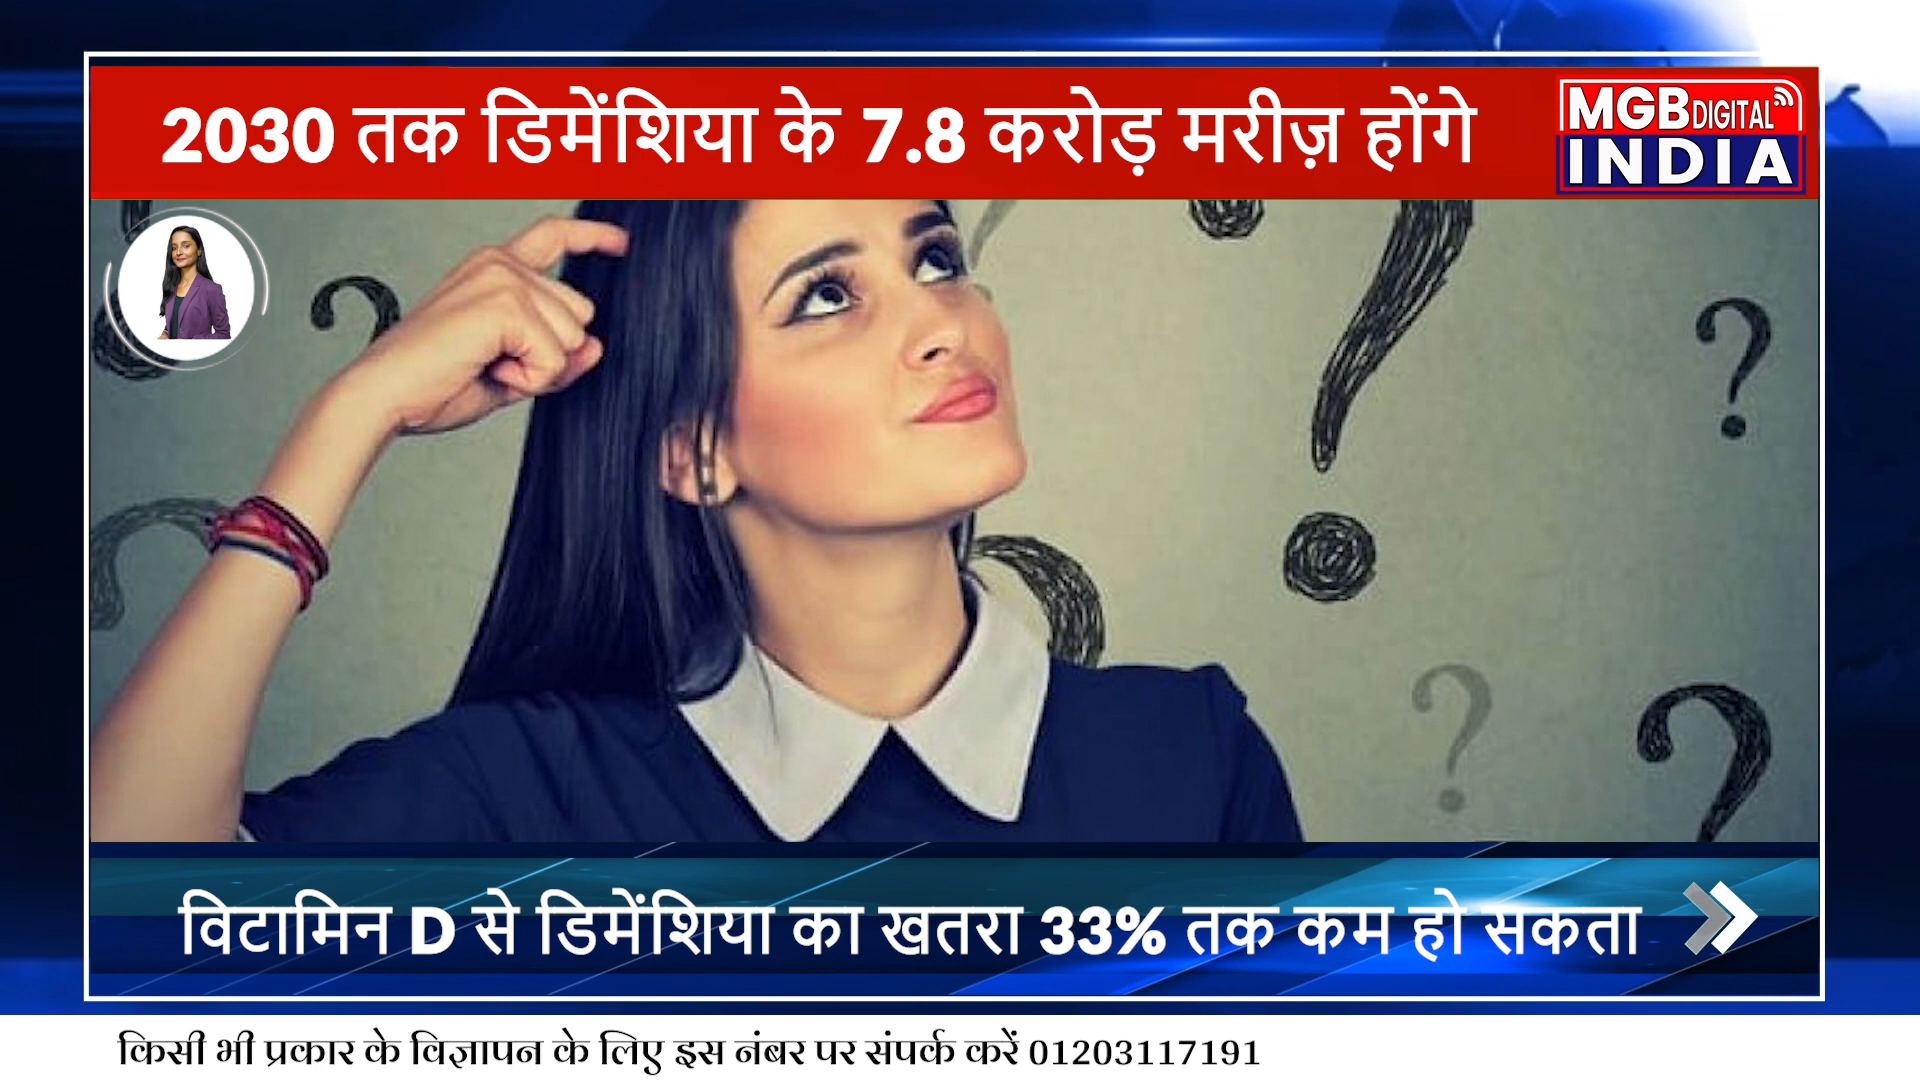 2030 तक डिमेंशिया के 7.8 करोड़ मरीज़ होंगे
MGB DIGITAL
INDIA
विटामिन D से डिमेंशिया का खतरा 33% तक कम हो सकता
किसी भी प्रकार के विज्ञापन के लिए इस नंबर पर संपर्क करें 01203117191